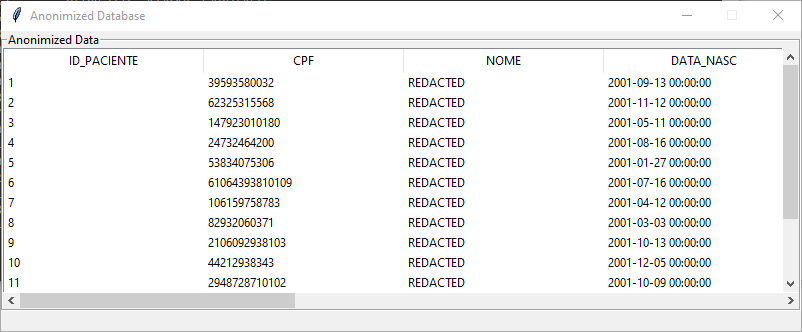 Anonimized Database
Anonimized Data
ID_PACIENTE CPF NOME DATA_NASC
1 39593580032 REDACTED 2001-09-13 00:00:00
2 62325315568 REDACTED 2001-11-12 00:00:00
3 147923010180 REDACTED 2001-05-11 00:00:00
4 24732464200 REDACTED 2001-08-16 00:00:00
5 53834075306 REDACTED 2001-01-27 00:00:00
6 61064393810109 REDACTED 2001-07-16 00:00:00
7 106159758783 REDACTED 2001-04-12 00:00:00
8 82932060371 REDACTED 2001-03-03 00:00:00
9 2106092938103 REDACTED 2001-10-13 00:00:00
10 44212938343 REDACTED 2001-12-05 00:00:00
11 2948728710102 REDACTED 2001-10-09 00:00:00